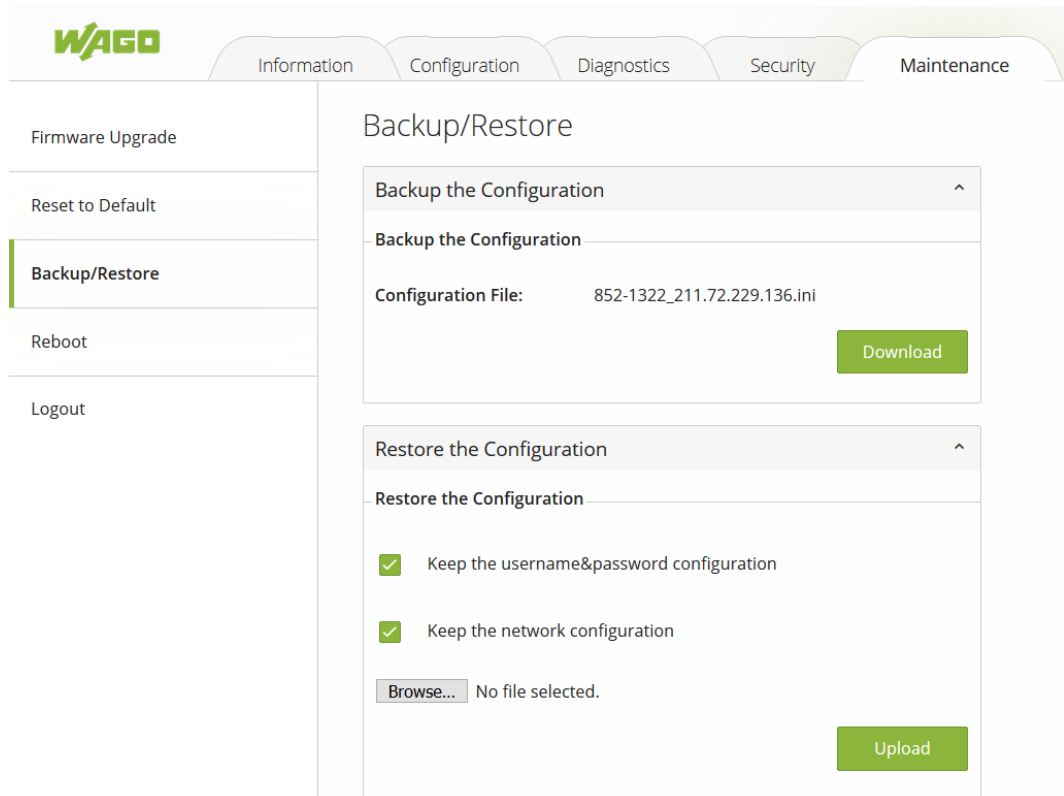 WAGO
Information Configuration Diagnostics Security Maintenance
Firmware Upgrade
Reset to Default
Backup/Restore
Reboot
Logout
Backup/Restore
Backup the Configuration
Backup the Configuration
Configuration File: 852-1322_211.72.229.136.ini
Download
Restore the Configuration
Restore the Configuration
Keep the username&password configuration
Keep the network configuration
Browse... No file selected.
Upload